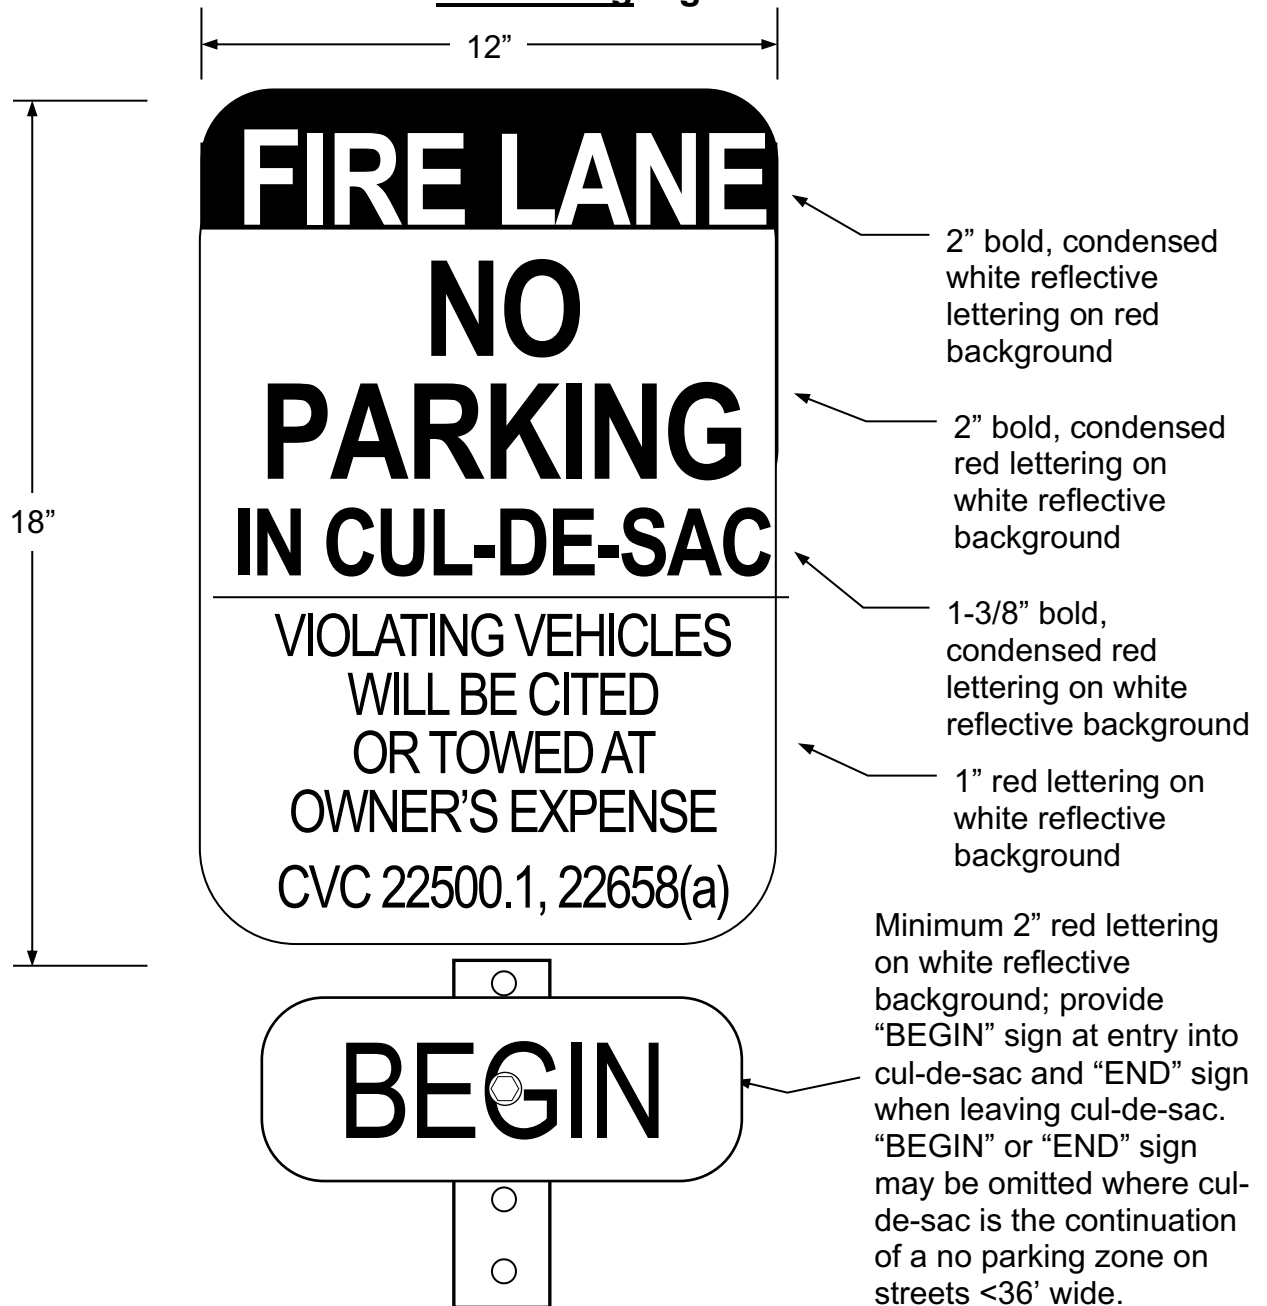 12”
FIRE LANE
NO
PARKING
IN CUL-DE-SAC
VIOLATING VEHICLES
WILL BE CITED
OR TOWED AT
OWNER’S EXPENSE
CVC 22500.1, 22658(a)
18”
BEGIN
2” bold, condensed
white reflective
lettering on red
background
2” bold, condensed
red lettering on
white reflective
background
1-3/8” bold,
condensed red
lettering on white
reflective background
1” red lettering on
white reflective
background
Minimum 2” red lettering
on white reflective
background; provide
“BEGIN” sign at entry into
cul-de-sac and “END” sign
when leaving cul-de-sac.
“BEGIN” or “END” sign
may be omitted where cul-
de-sac is the continuation
of a no parking zone on
streets <36’ wide.